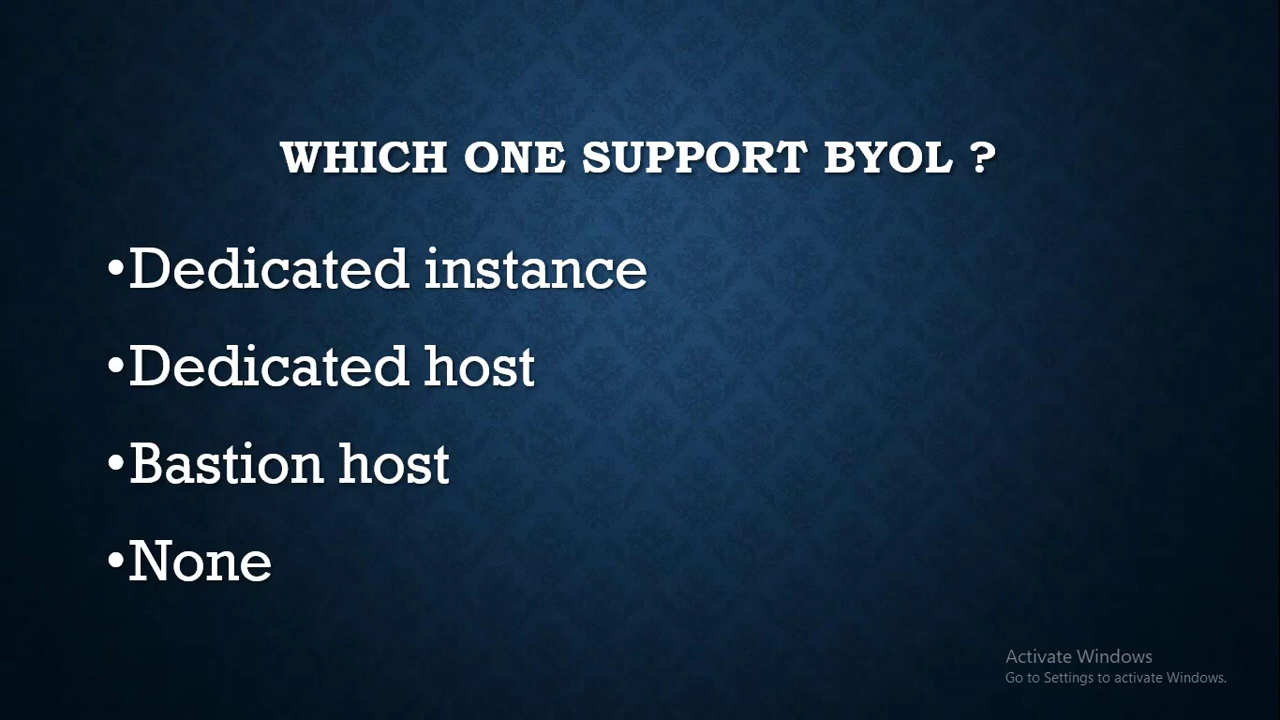 WHICH ONE SUPPORT BYOL ?
•Dedicated instance
•Dedicated host
•Bastion host
•None
Activate Windows
Go to Settings to activate Windows.